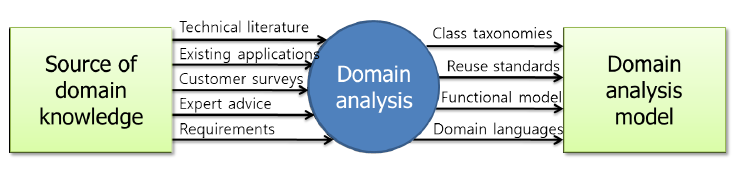 Source of
domain
knowledge
Technical literature
Existing applications
Customer surveys
Expert advice
Requirements
Domain
analysis
Class taxonomies
Reuse standards
Functional model
Domain languages
Domain
analysis
model